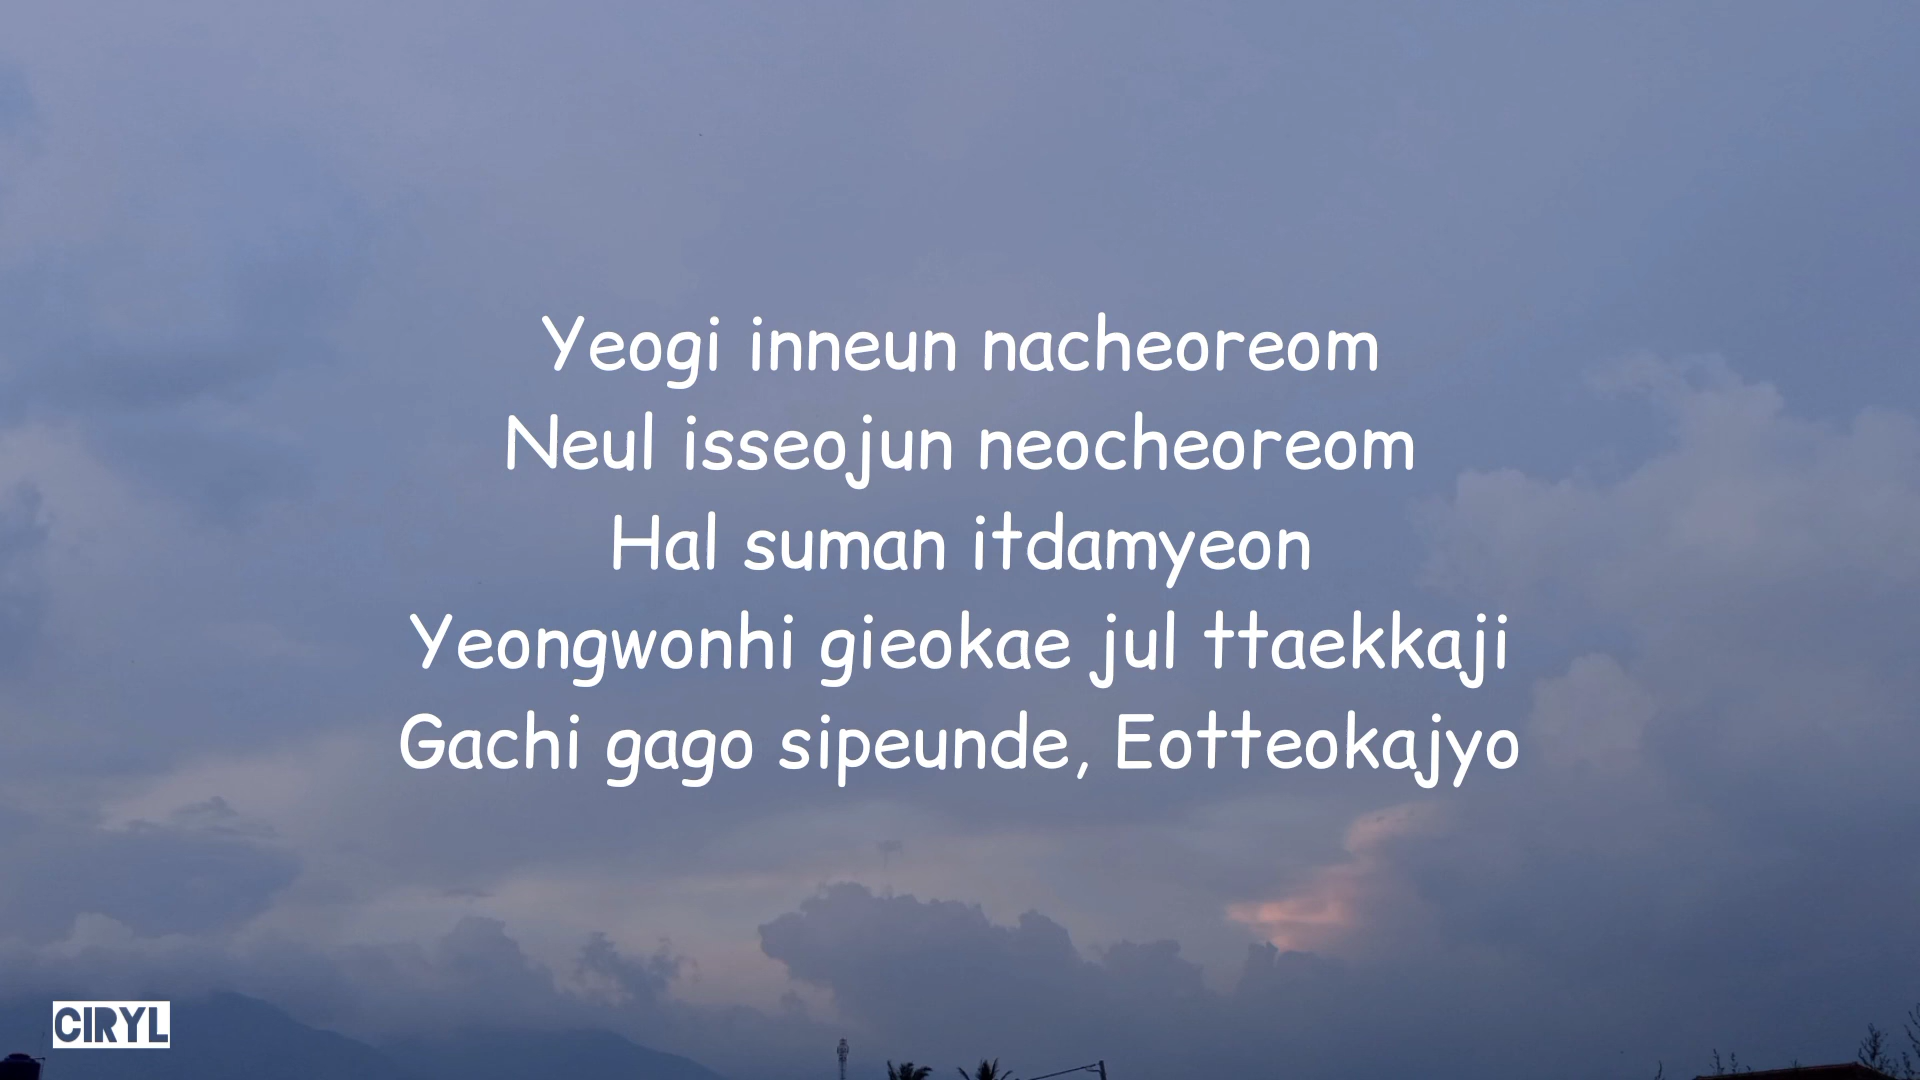 Yeogi inneun nacheoreom
Neul isseojun neocheoreom
Hal suman itdamyeon
Yeongwonhi gieokae jul ttaekkaji
Gachi gago sipeunde, Eotteokajyo
CIRYL